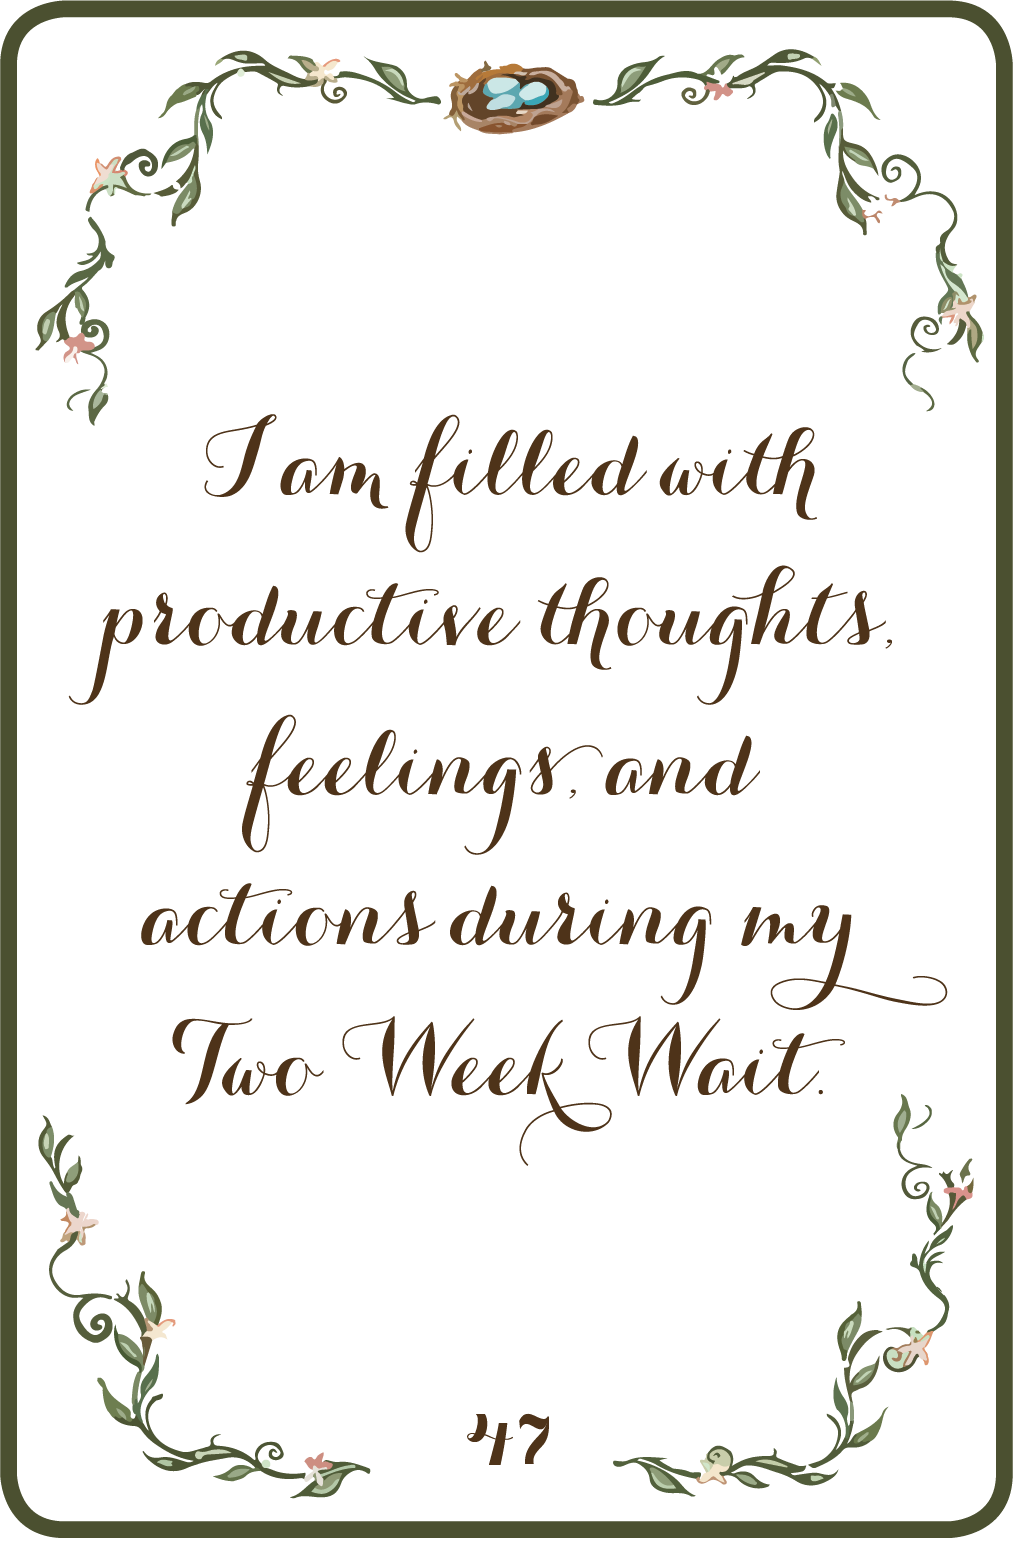 I am filled with
productive thoughts,
feelings, and
actions during my
Two Week Wait.
47